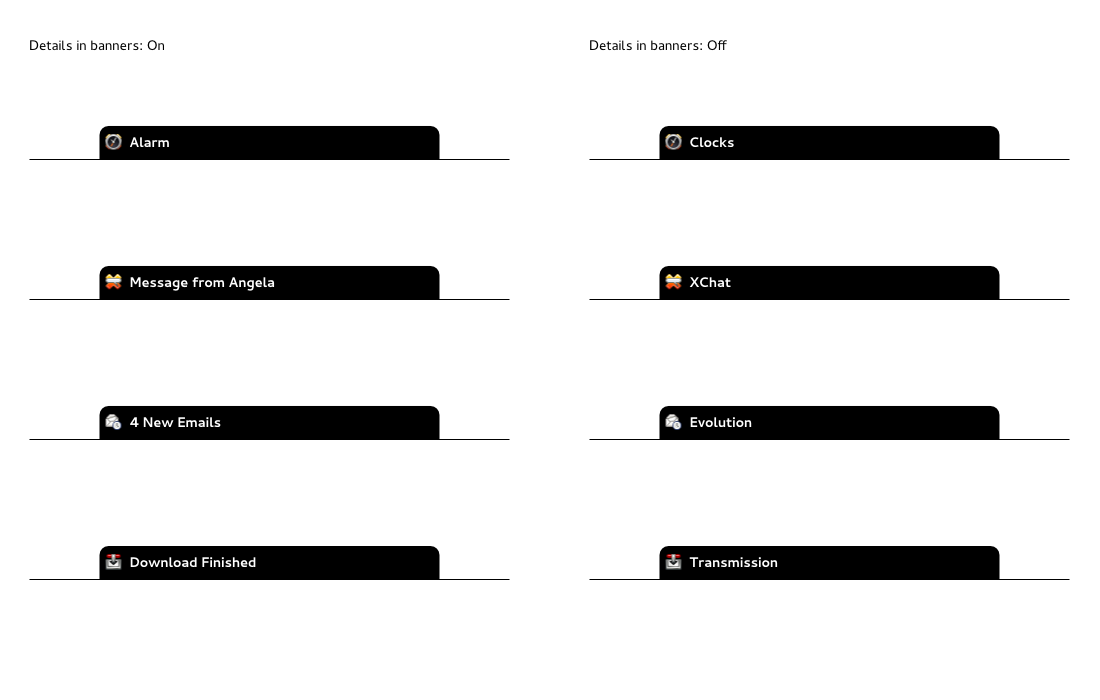 Details in banners: On
Details in banners: Off
Alarm
Clocks
Message from Angela
XChat
4 New Emails
Evolution
Download Finished
Transmission